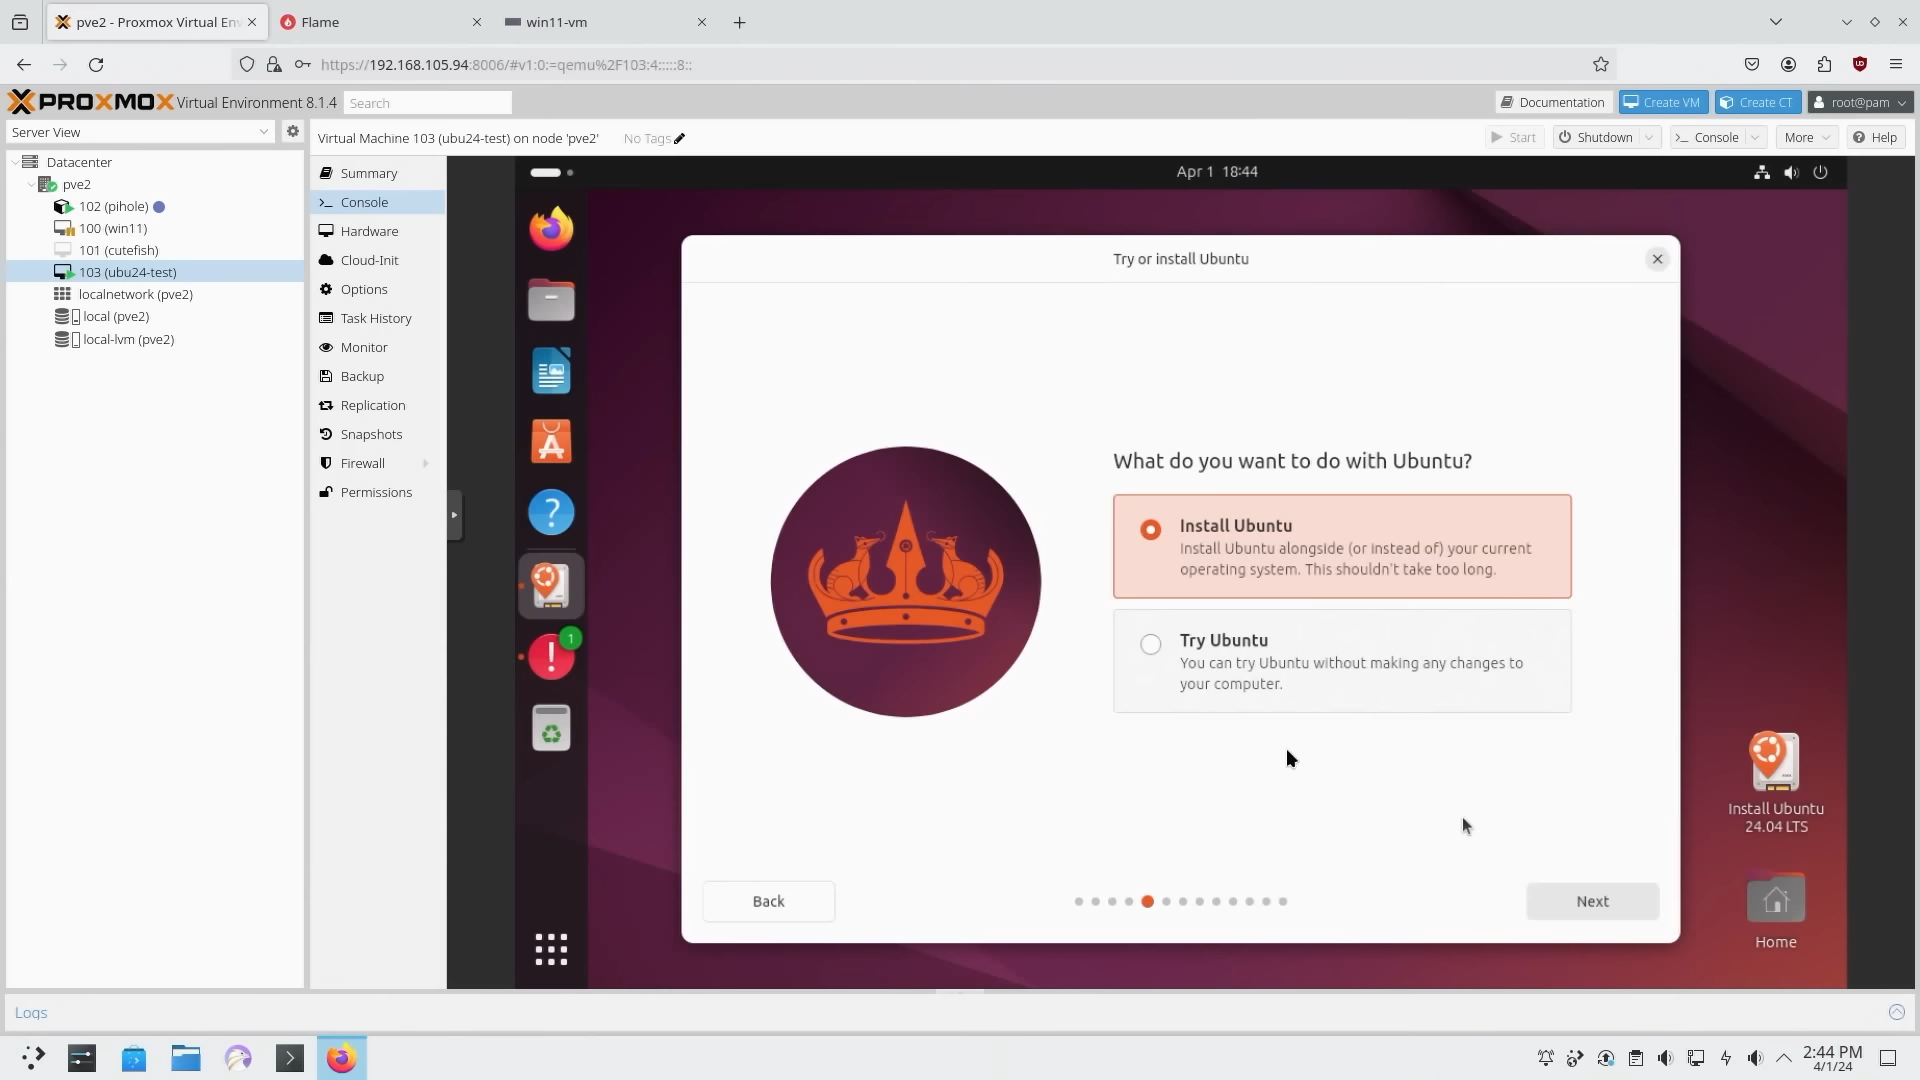 pve2 - Proxmox Virtual En
Flame
win11-vm
https://192.168.105.94:8006/#v1:0:=qemu%2F103:4:::::8::
PROXMOX Virtual Environment 8.1.4
Search
Documentation
Create VM
Create CT
root@pam
Server View
Virtual Machine 103 (ubu24-test) on node 'pve2'
No Tags
Start
Shutdown
Console
More
Help
Datacenter
pve2
102 (pihole)
100 (win11)
101 (cutefish)
103 (ubu24-test)
localnetwork (pve2)
local (pve2)
local-lvm (pve2)
Summary
Console
Hardware
Cloud-Init
Options
Task History
Monitor
Backup
Replication
Snapshots
Firewall
Permissions
Apr 1 18:44
Try or install Ubuntu
What do you want to do with Ubuntu?
Install Ubuntu
Install Ubuntu alongside (or instead of) your current
operating system. This shouldn't take too long.
Try Ubuntu
You can try Ubuntu without making any changes to
your computer.
1
Back
Next
Install Ubuntu
24.04 LTS
Home
Logs
2:44 PM
4/1/24